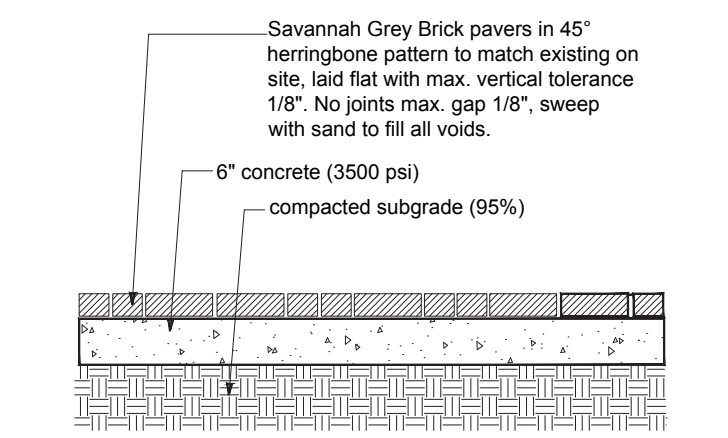 Savannah Grey Brick pavers in 45°
herringbone pattern to match existing on
site, laid flat with max. vertical tolerance
1/8". No joints max. gap 1/8", sweep
with sand to fill all voids.
6" concrete (3500 psi)
compacted subgrade (95%)